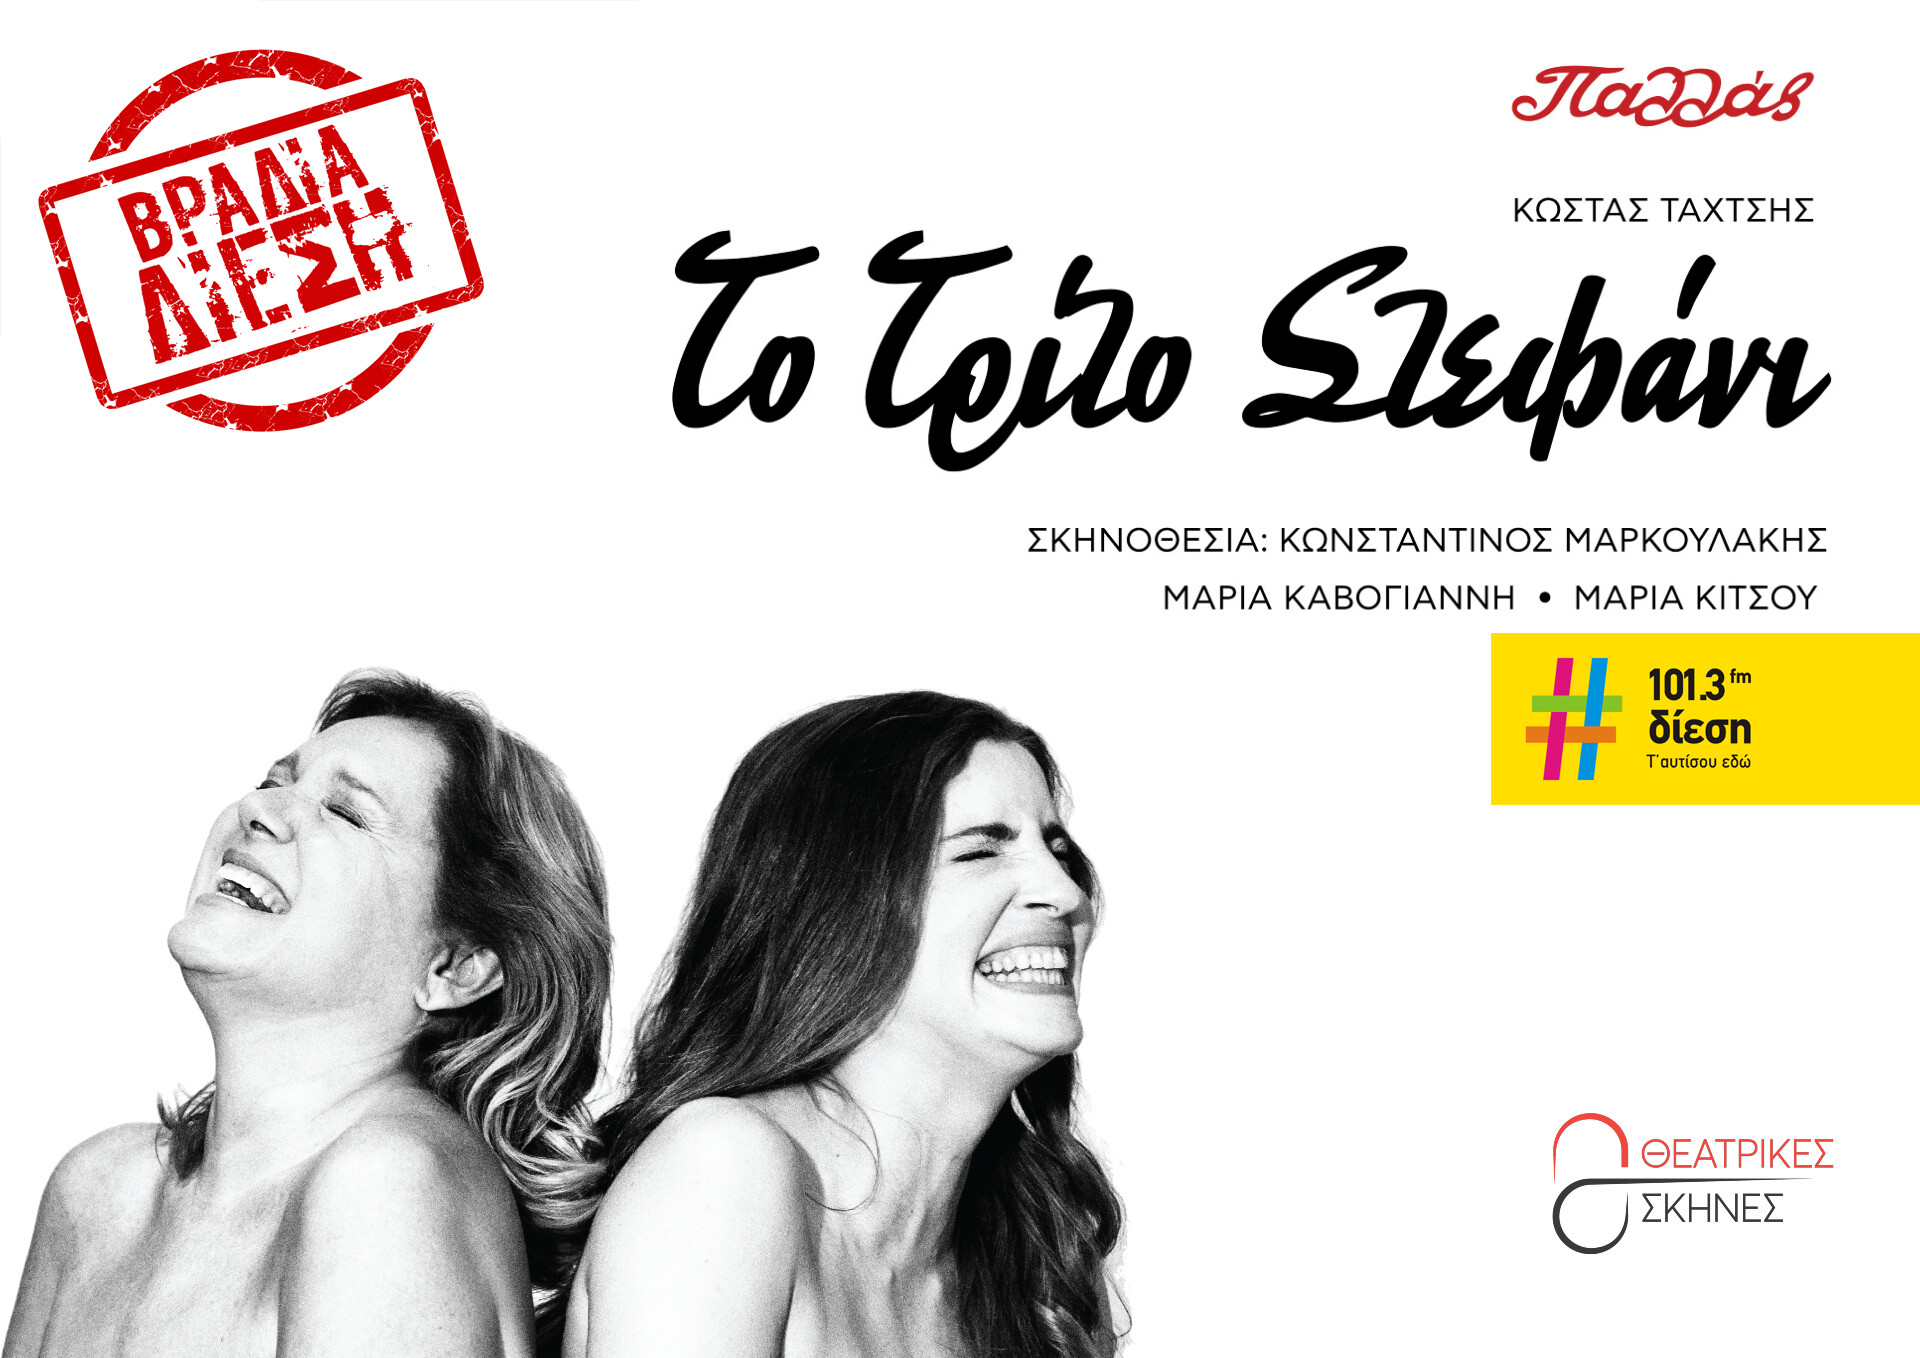 ΒΡΑΔΙΑ
ΔΙΕΣΗ
Παλλάς
ΚΩΣΤΑΣ ΤΑΧΤΣΗΣ
Το Τρίτο Στεφάνι
ΣΚΗΝΟΘΕΣΙΑ: ΚΩΝΣΤΑΝΤΙΝΟΣ ΜΑΡΚΟΥΛΑΚΗΣ
ΜΑΡΙΑ ΚΑΒΟΓΙΑΝΝΗ • ΜΑΡΙΑ ΚΙΤΣΟΥ
101.3 fm
δίεση
Τ'αυτίσου εδώ
ΘΕΑΤΡΙΚΕΣ
ΣΚΗΝΕΣ